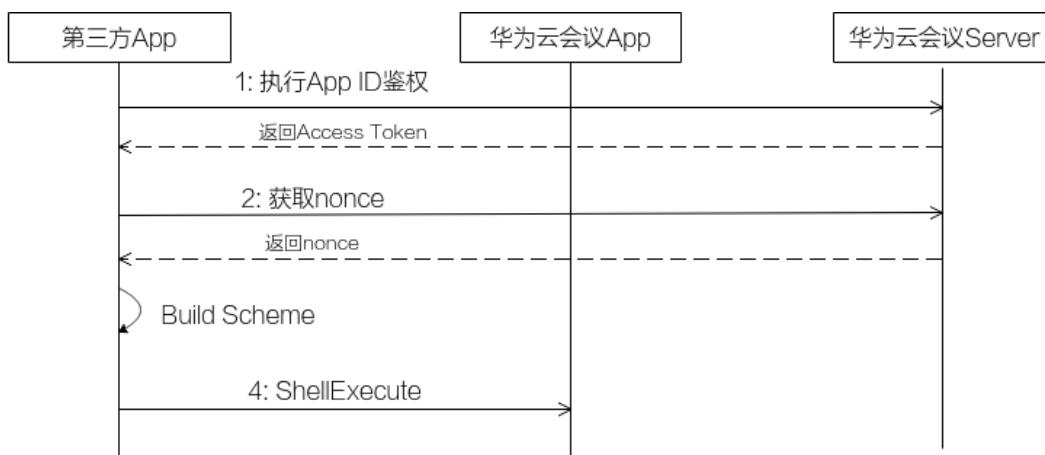 第三方App
华为云会议App
华为云会议Server
1: 执行App ID鉴权
返回Access Token
2: 获取nonce
返回nonce
Build Scheme
4: ShellExecute